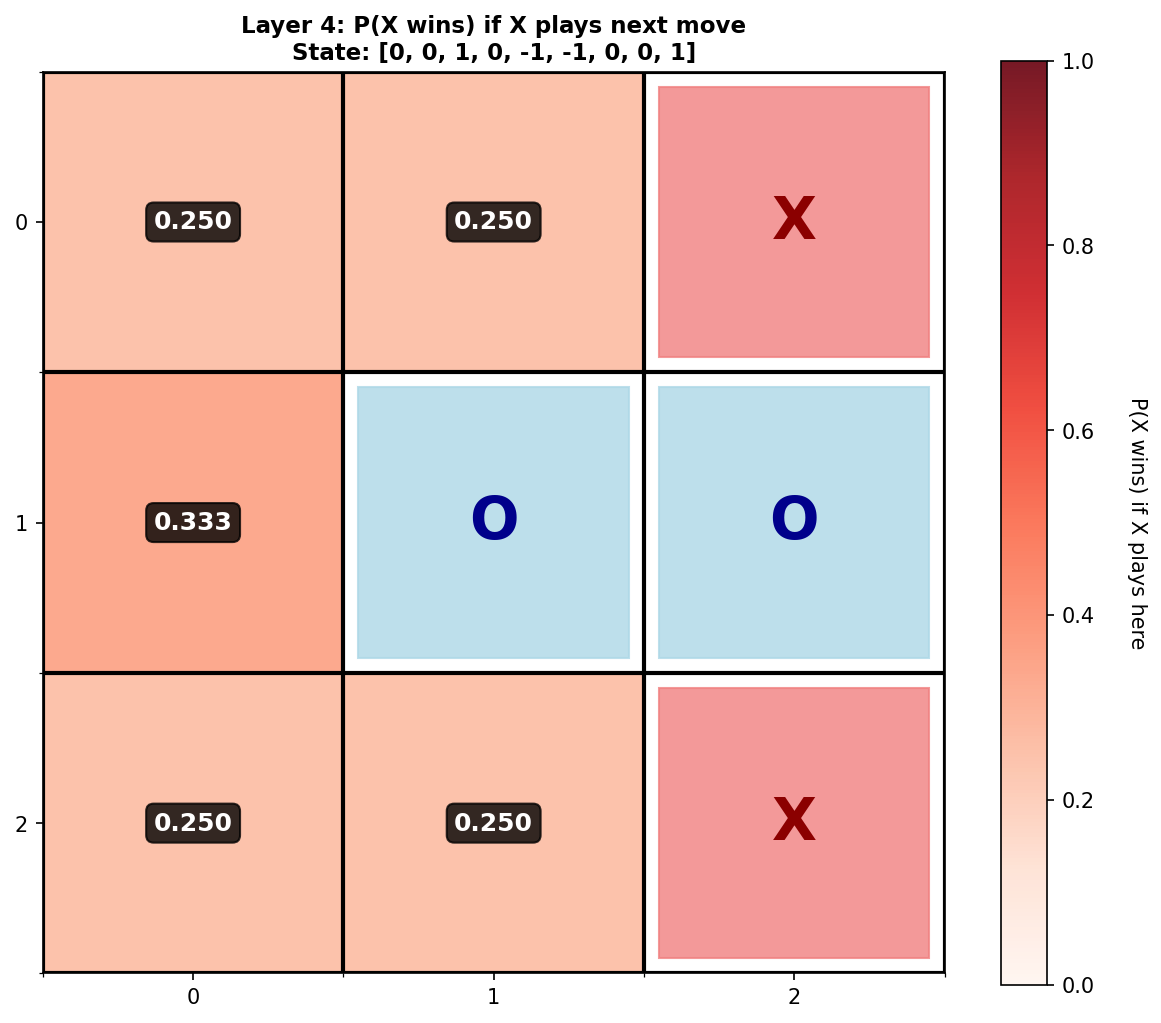 Layer 4: P(X wins) if X plays next move
State: [0, 0, 1, 0, -1, -1, 0, 0, 1]
0
0.250
0.250
X
1
0.333
O
O
2
0.250
0.250
X
0
1
2
1.0
0.8
0.6
0.4
0.2
0.0
P(X wins) if X plays here